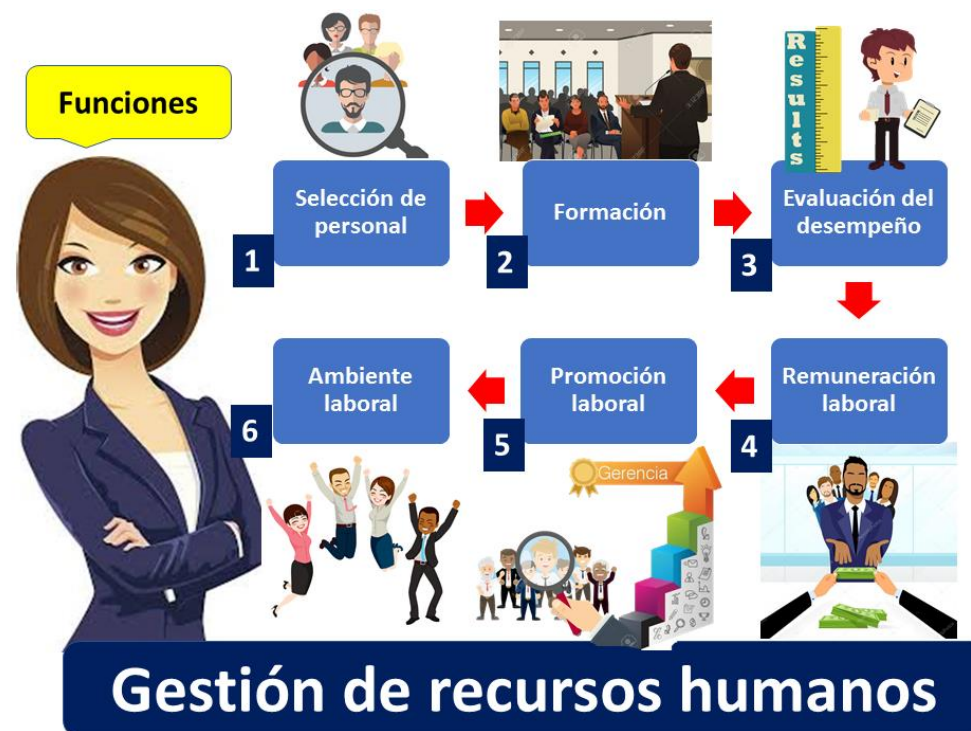 Funciones
Selección de
personal
1
Formación
2
Results
Evaluación del
desempeño
3
Remuneración
laboral
4
Promoción
laboral
5
Ambiente
laboral
6
Gerencia
Gestión de recursos humanos